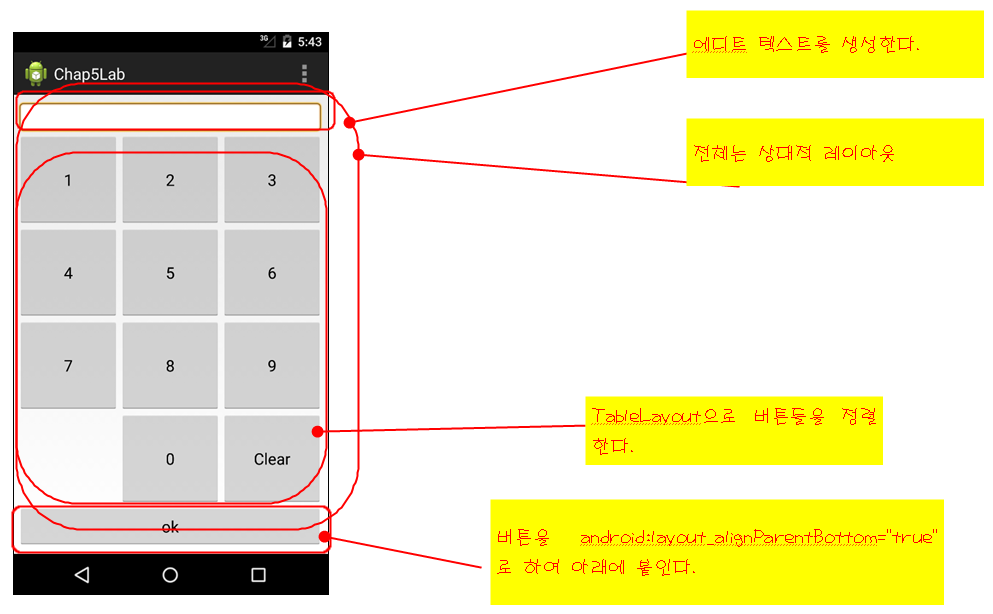 3G 5:43
Chap5Lab
에디트 텍스트를 생성한다.
전체는 상대적 레이아웃
1 2 3
4 5 6
7 8 9
0 Clear
ok
TableLayout으로 버튼들을 정렬
한다.
버튼을 android:layout_alignParentBottom="true"
로 하여 아래에 붙인다.